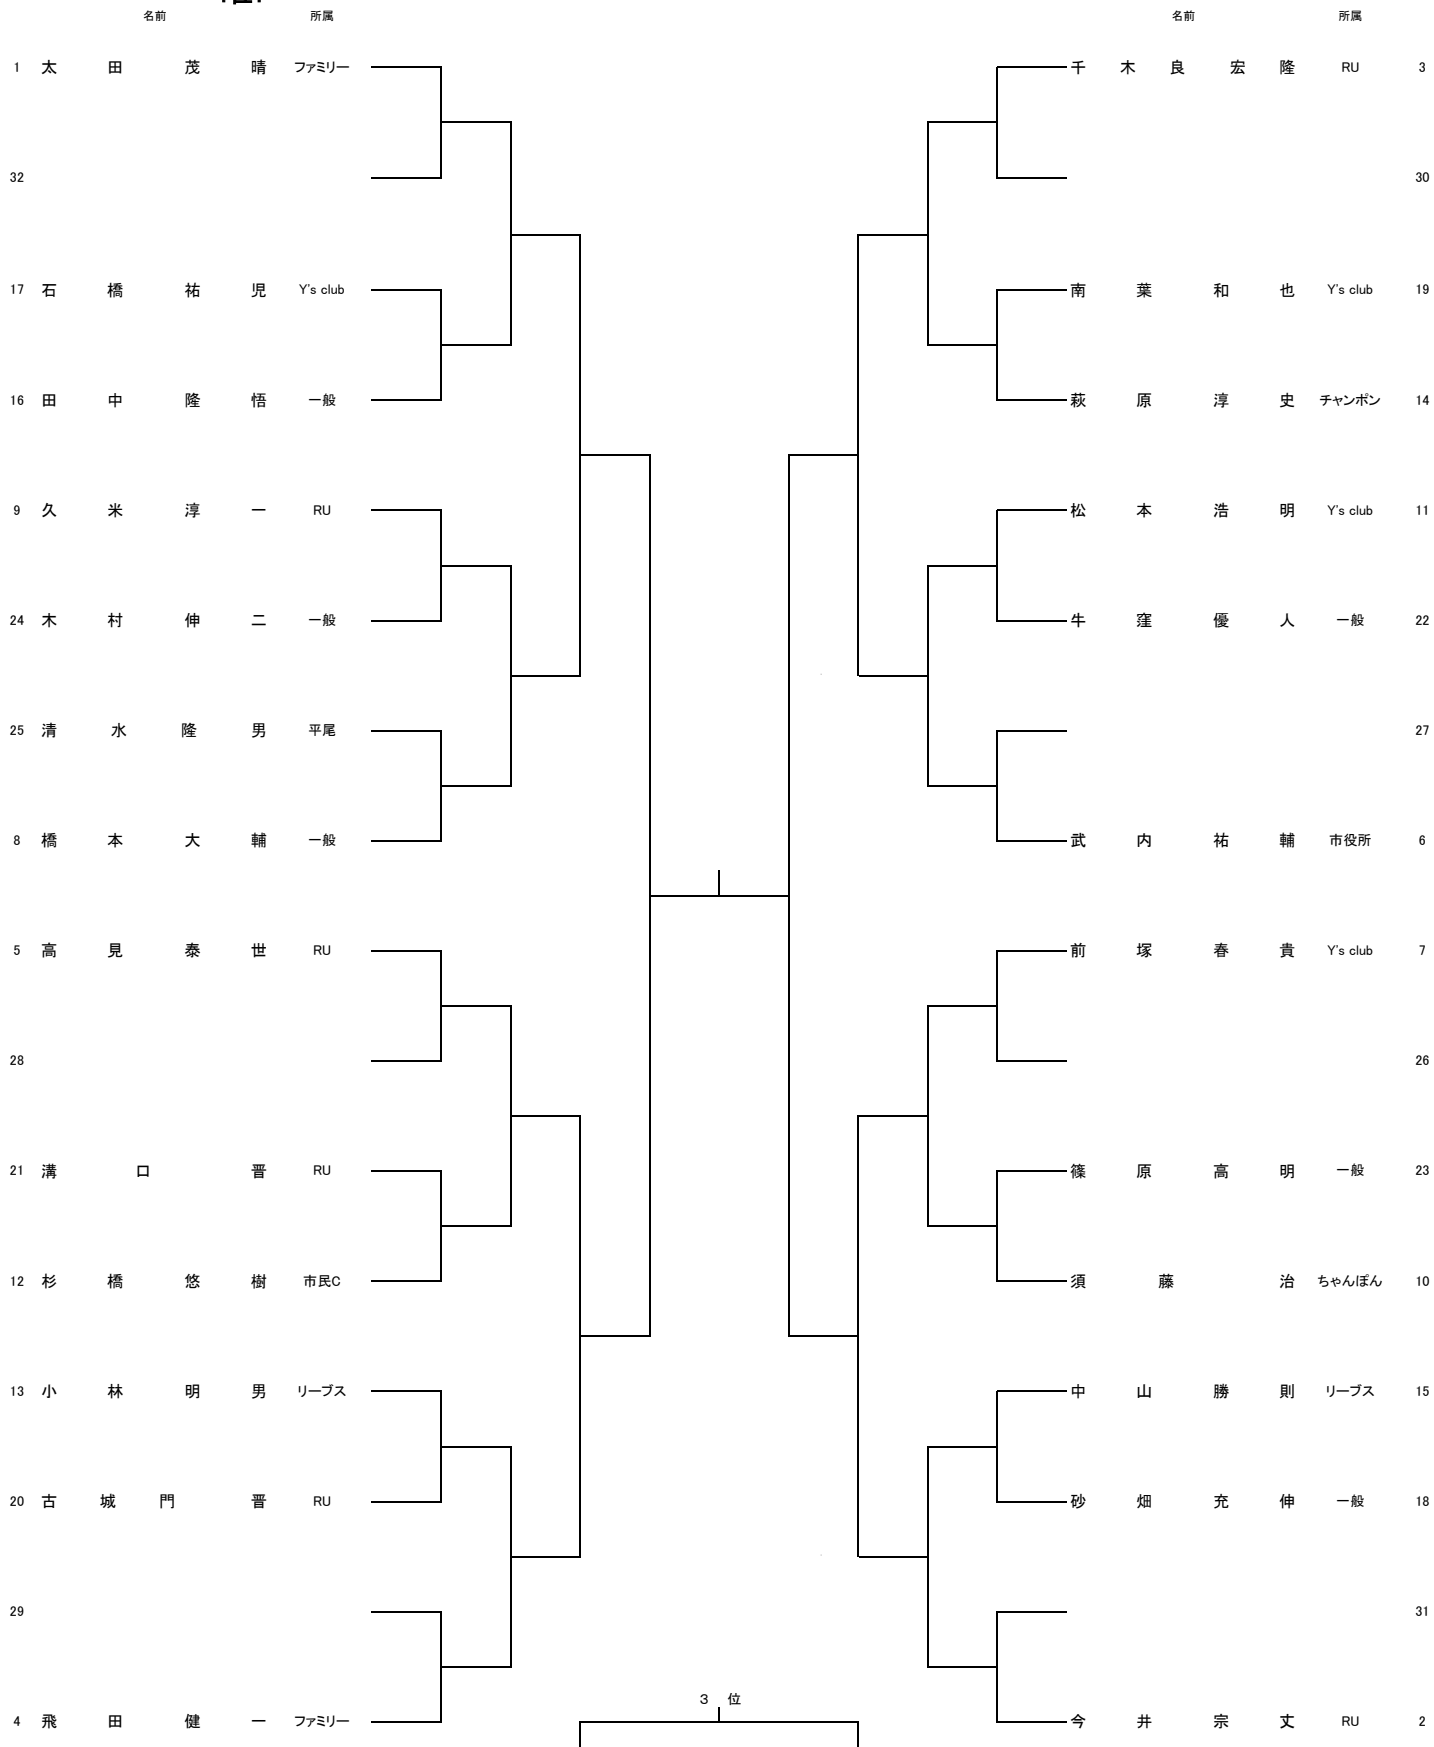 名前 所属 名前 所属
1 太田茂晴 ファミリー 千木良宏隆 RU 3
32 30
17 石橋祐児 Y's club 南葉和也 Y's club 19
16 田中隆悟 一般 萩原淳史 チャンポン 14
9 久米淳一 RU 松本浩明 Y's club 11
24 木村伸二 一般 牛窪優人 一般 22
25 清水隆男 平尾 27
8 橋本大輔 一般 武内祐輔 市役所 6
5 高見泰世 RU 前塚春貴 Y's club 7
28 26
21 溝口晋 RU 篠原高明 一般 23
12 杉橋悠樹 市民C 須藤治 ちゃんぽん 10
13 小林明男 リーブス 中山勝則 リーブス 15
20 古城門晋 RU 砂畑充伸 一般 18
29 31
3 位
4 飛田健一 ファミリー 今井宗丈 RU 2